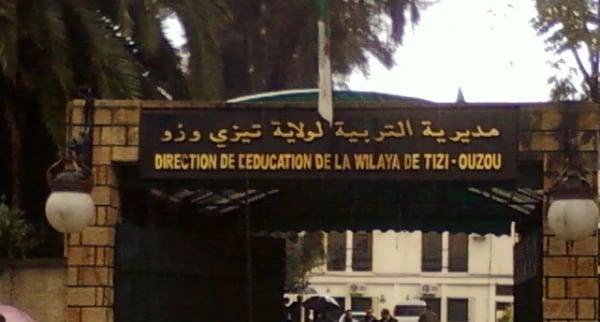 مديرية التربية لولاية تيزي وزو
DIRECTION DE L'EDUCATION DE LA WILAYA DE TIZI - OUZOU